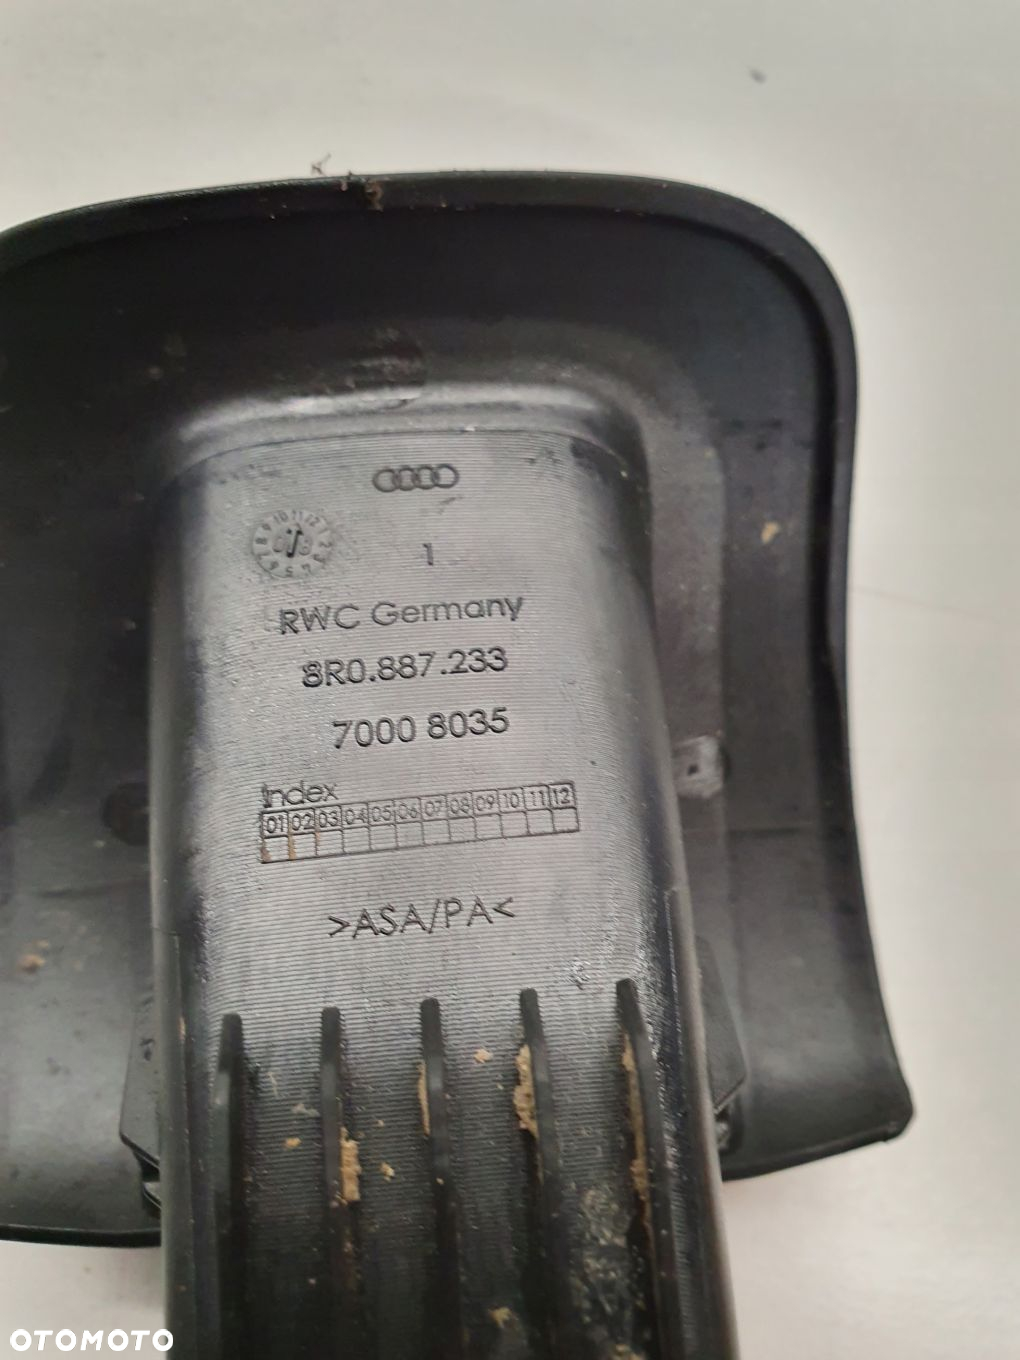 1
RWC Germany
8R0.887.233
7000 8035
Index
01 02 03 04 05 06 07 08 09 10 11 12
>ASA/PA<
OTOMOTO